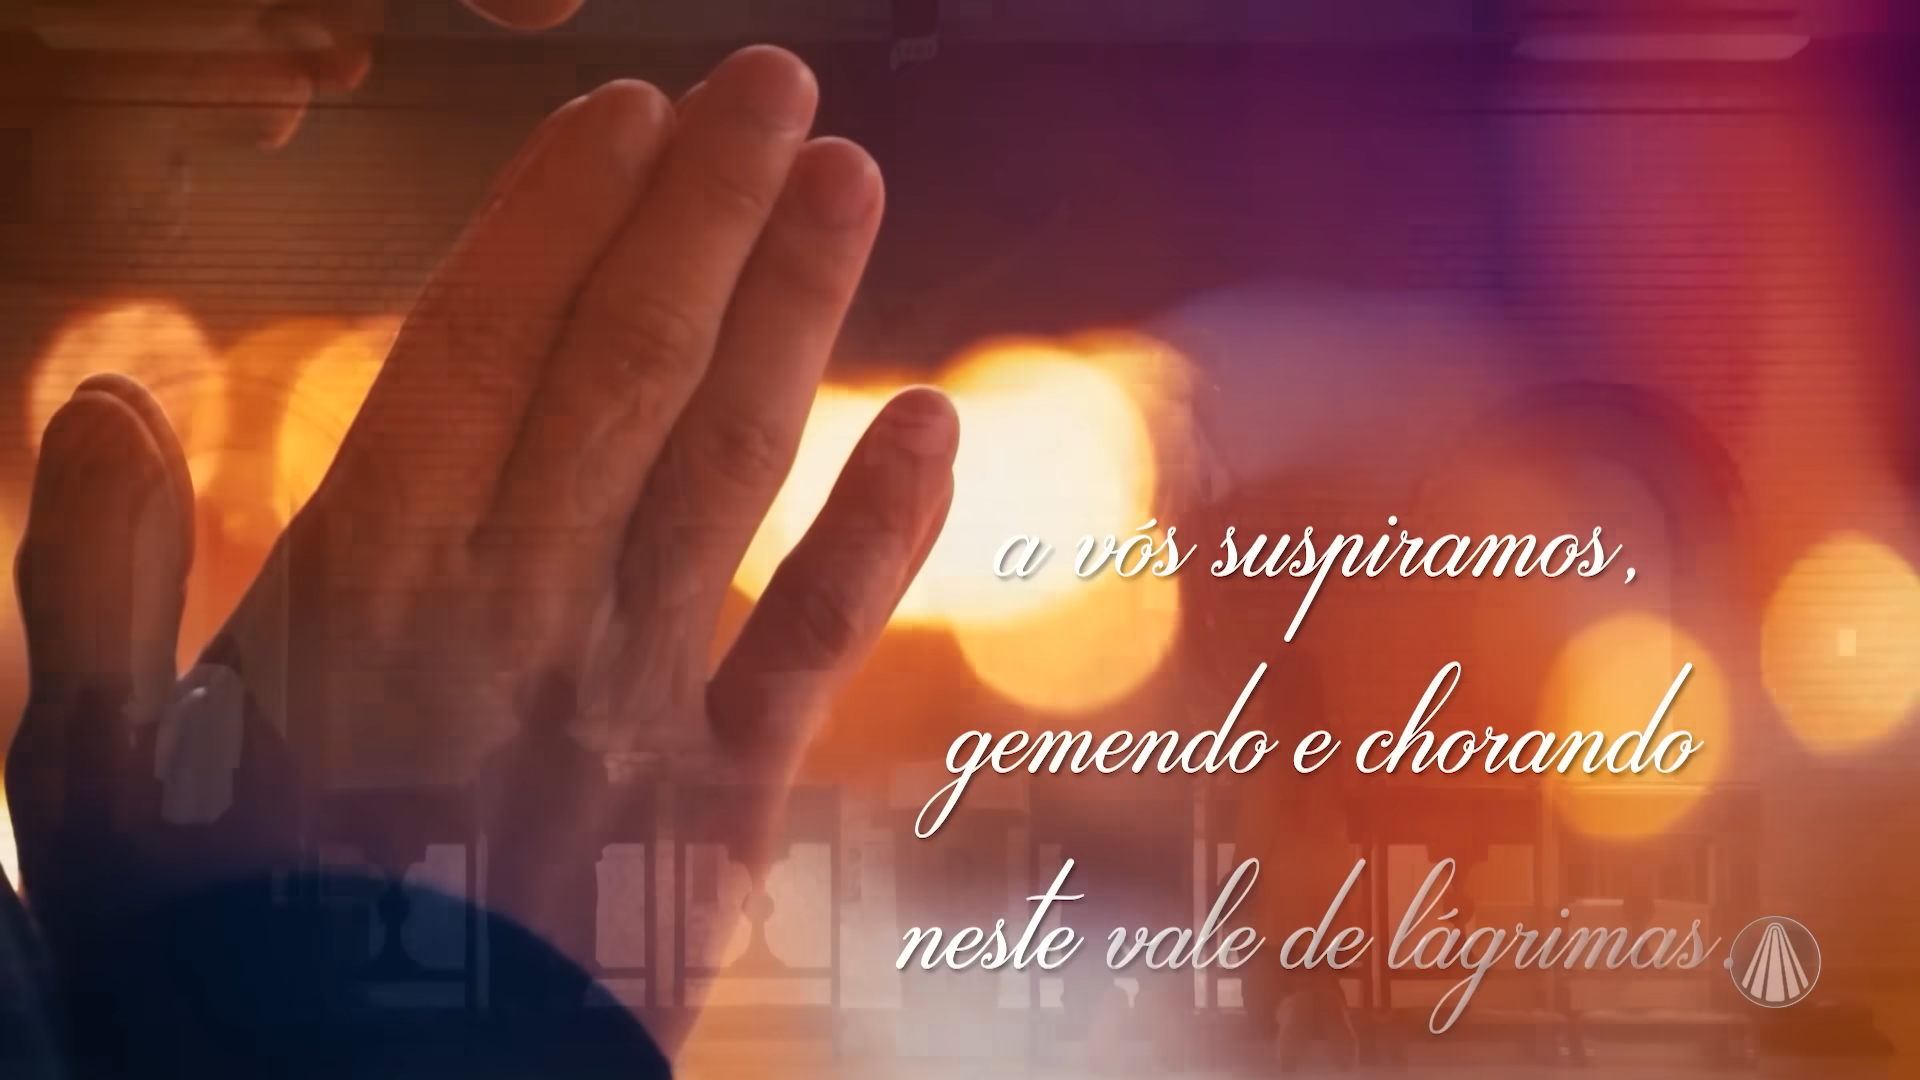 a vós suspiramos,
gemendo e chorando
neste vale de lágrimas.